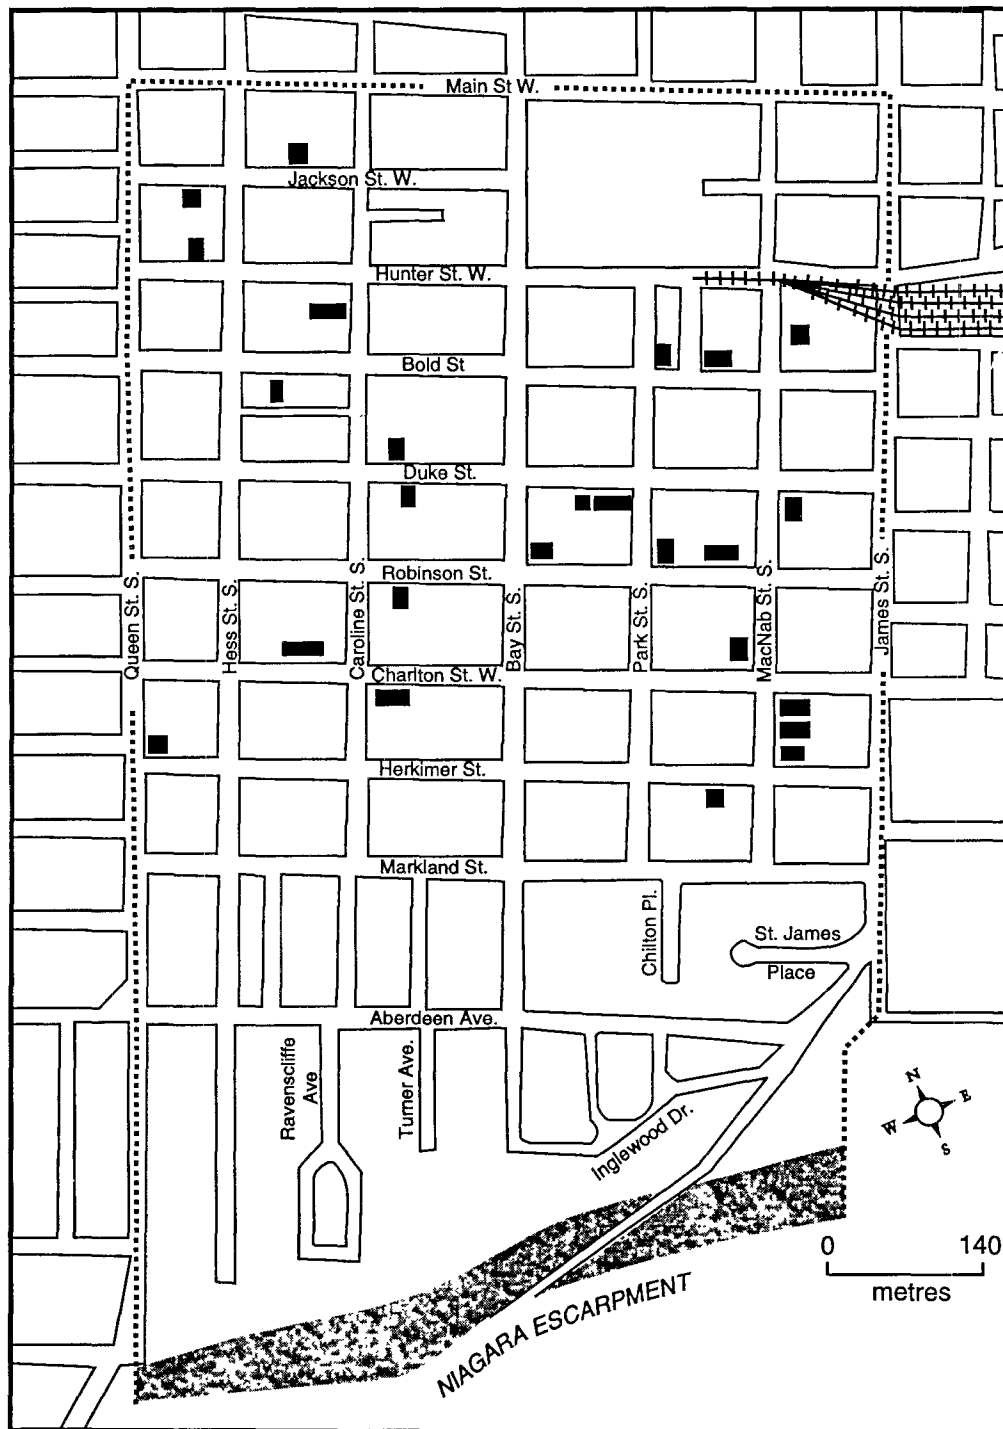 Main St W.
Jackson St. W.
Hunter St. W.
Bold St
Duke St.
Robinson St.
Queen St. S.
Hess St. S.
Caroline St. S.
Bay St. S.
Park St. S.
MacNab St. S.
James St. S.
Charlton St. W.
Herkimer St.
Markland St.
Chilton Pl.
St. James
Place
Aberdeen Ave.
Ravenscliffe
Ave
Turner Ave.
Inglewood Dr.
N
E
W
S
0 140
metres
NIAGARA ESCARPMENT